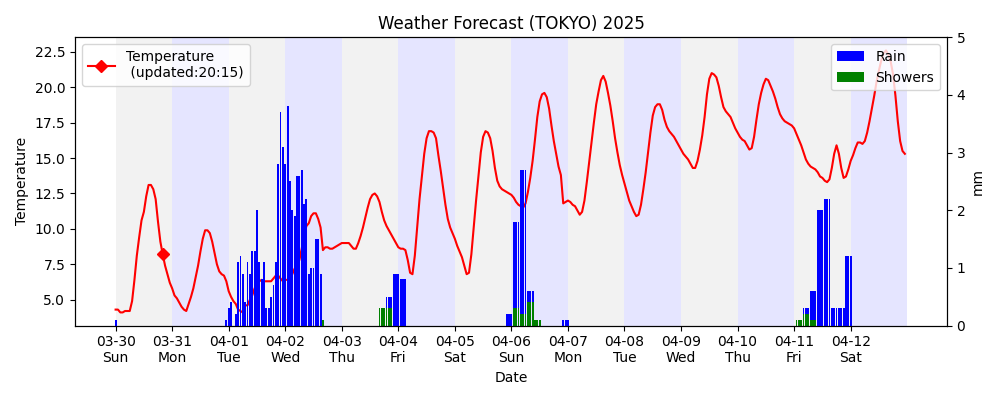 Weather Forecast (TOKYO) 2025
Temperature
(updated:20:15)
Rain
Showers
Temperature
22.5
20.0
17.5
15.0
12.5
10.0
7.5
5.0
5
4
3
2
1
0
mm
03-30 03-31 04-01 04-02 04-03 04-04 04-05 04-06 04-07 04-08 04-09 04-10 04-11 04-12
Sun Mon Tue Wed Thu Fri Sat Sun Mon Tue Wed Thu Fri Sat
Date